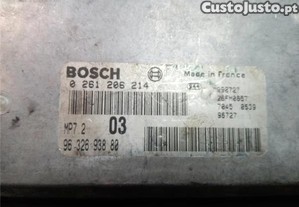 Custojusto.pt
BOSCH
Made in France
0 261 206 214
MP7 2
03
96 326 938 80